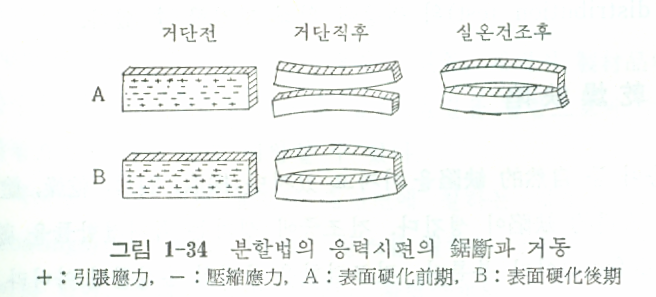 거단전 거단직후 실온건조후
A
B
그림 1-34 분할법의 응력시편의 鋸斷과 거동
+：引張應力, −：壓縮應力, A：表面硬化前期, B：表面硬化後期